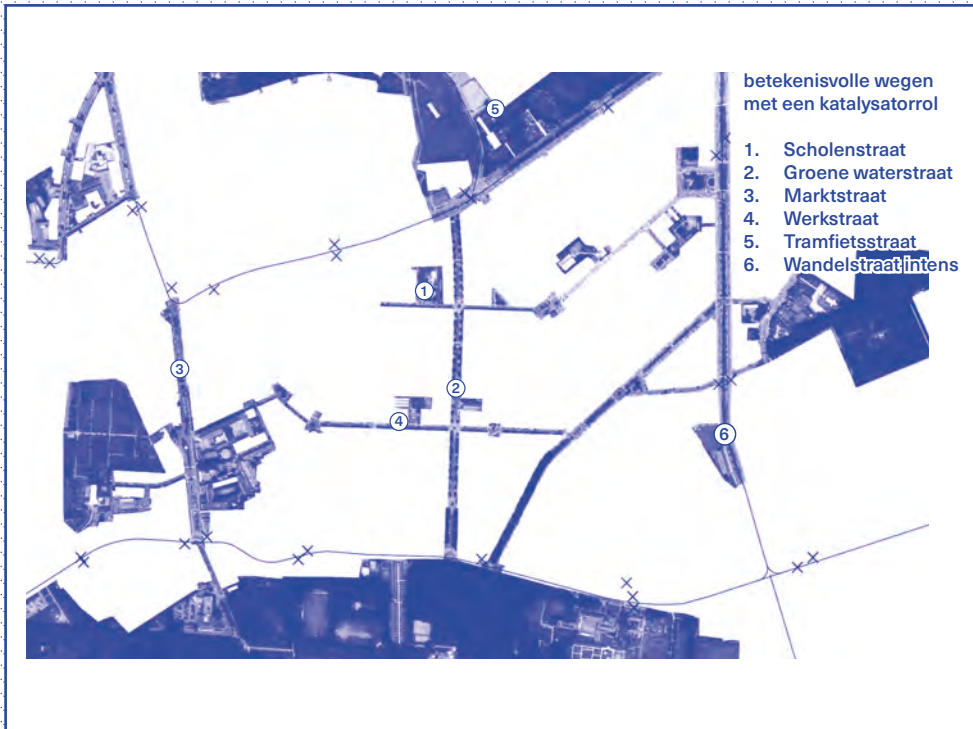 betekenisvolle wegen
met een katalysatorrol
1. Scholenstraat
2. Groene waterstraat
3. Marktstraat
4. Werkstraat
5. Tramfietsstraat
6. Wandelstraat intens
5
1
3
2
4
6